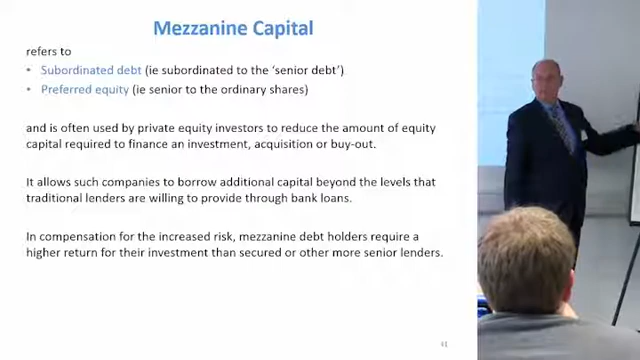 Mezzanine Capital
refers to
• Subordinated debt (ie subordinated to the ‘senior debt’)
• Preferred equity (ie senior to the ordinary shares)
and is often used by private equity investors to reduce the amount of equity
capital required to finance an investment, acquisition or buy-out.
It allows such companies to borrow additional capital beyond the levels that
traditional lenders are willing to provide through bank loans.
In compensation for the increased risk, mezzanine debt holders require a
higher return for their investment than secured or other more senior lenders.